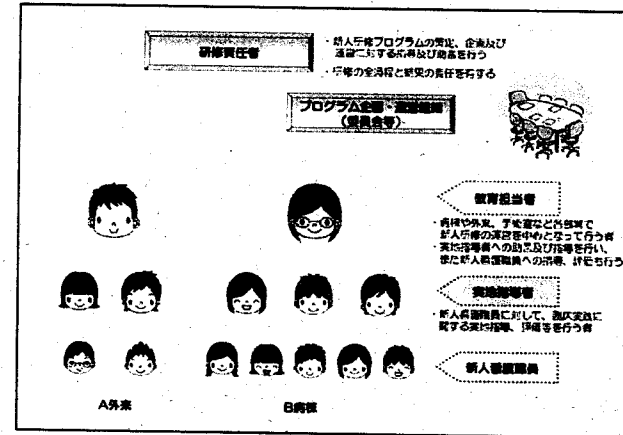 研修責任者
・新人研修プログラムの策定、企画及び
運営に対する指導及び助言を行う
・研修の全過程と結果の責任を有する
プログラム企画・運営組織
(委員会等)
教育担当者
・病棟や外来、手術室など各部署で
新人研修の運営を中心となって行う者
・実地指導者への助言及び指導を行い、
また新人看護職員への指導、評価も行う
実地指導者
・新人看護職員に対して、臨床実践に
関する実地指導、評価等を行う者
新人看護職員
A外来
B病棟